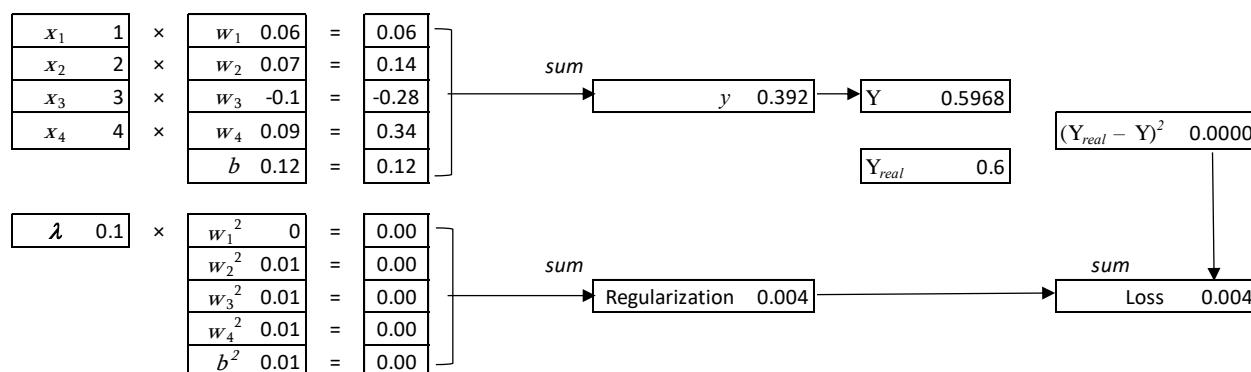 x₁ 1 × w₁ 0.06 = 0.06
x₂ 2 × w₂ 0.07 = 0.14
sum
x₃ 3 × w₃ -0.1 = -0.28 y 0.392 Y 0.5968
x₄ 4 × w₄ 0.09 = 0.34 (Y_real – Y)² 0.0000
b 0.12 = 0.12 Y_real 0.6
λ 0.1 × w₁² 0 = 0.00
w₂² 0.01 = 0.00 sum sum
w₃² 0.01 = 0.00 Regularization 0.004 Loss 0.004
w₄² 0.01 = 0.00
b² 0.01 = 0.00